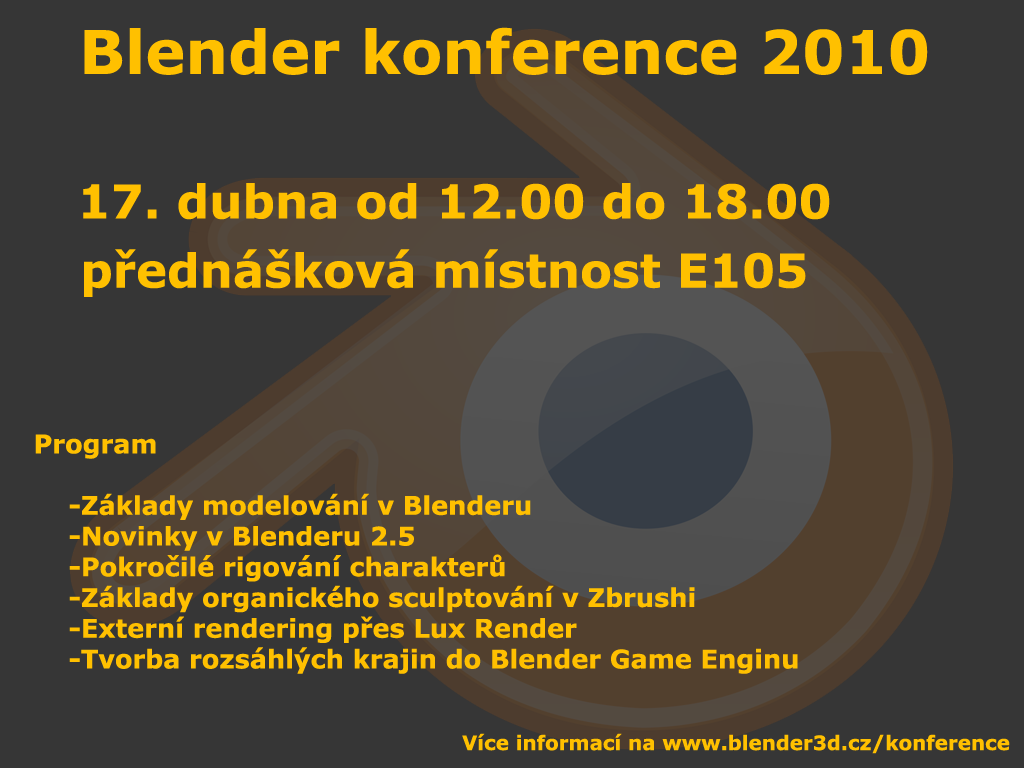 Blender konference 2010
17. dubna od 12.00 do 18.00
přednášková místnost E105
Program
-Základy modelování v Blenderu
-Novinky v Blenderu 2.5
-Pokročilé rigování charakterů
-Základy organického sculptování v Zbrushi
-Externí rendering přes Lux Render
-Tvorba rozsáhlých krajin do Blender Game Enginu
Více informací na www.blender3d.cz/konference